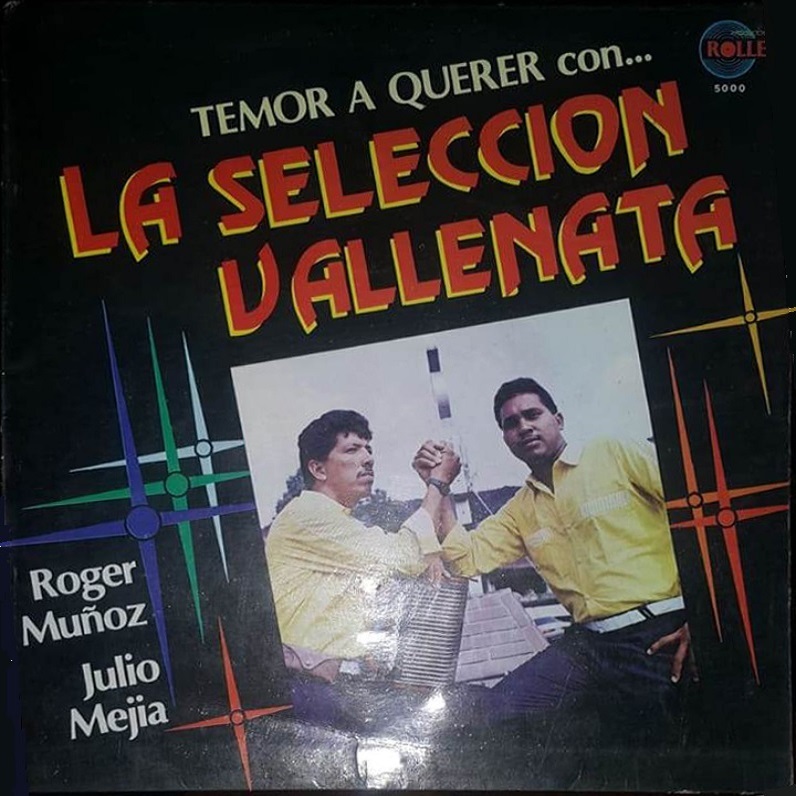 TEMOR A QUERER con...
LA SELECCION
VALLENATA
ROLLE
5000
Roger
Muñoz
Julio
Mejia